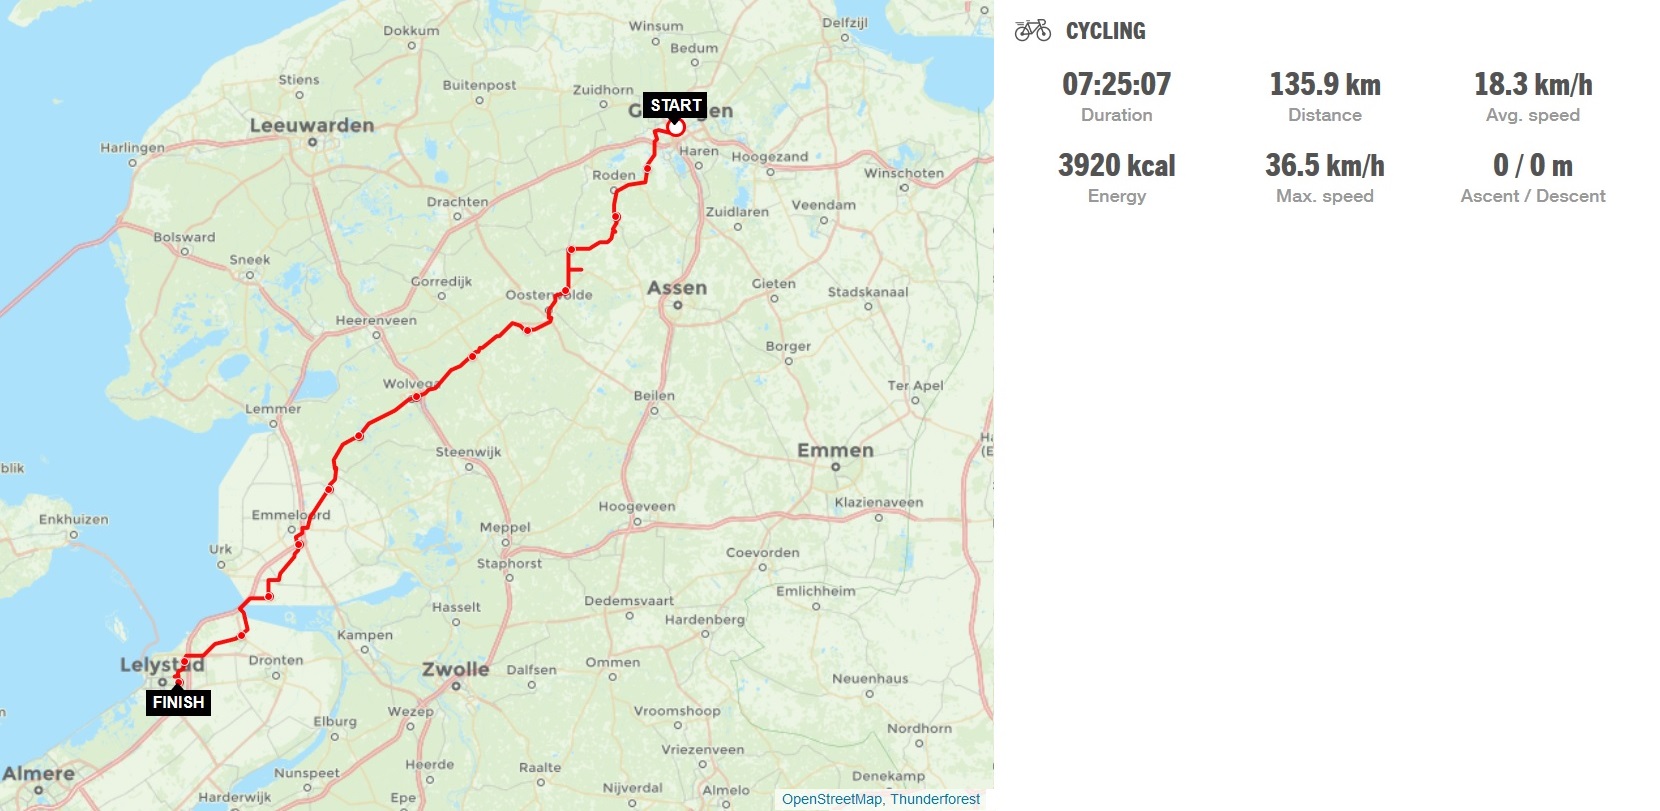 Dokkum
Winsum
Delfzijl
Bedum
Stiens
Buitenpost
Zuidhorn
START
G en
Leeuwarden
Harlingen
Haren
Hoogezand
Roden
Winschoten
Drachten
Zuidlaren
Veendam
Bolsward
Sneek
Gorredijk
Oosterwolde
Assen
Gieten
Stadskanaal
Heerenveen
Borger
Wolvega
Ter Apel
Beilen
Lemmer
Steenwijk
Emmen
Ha
(E
blik
Klazienaveen
Hoogeveen
Emmeloord
Enkhuizen
Meppel
Urk
Coevorden
Staphorst
Emlichheim
Dedemsvaart
Hasselt
Hardenberg
Kampen
Lelystad
Dronten
Zwolle
Dalfsen
Ommen
Neuenhaus
FINISH
Elburg
Wezep
Vroomshoop
Nordhorn
Vriezenveen
Almere
Nunspeet
Heerde
Raalte
Denekamp
Harderwijk
Epe
Nijverdal
Almelo
OpenStreetMap, Thunderforest
CYCLING
07:25:07 135.9 km 18.3 km/h
Duration Distance Avg. speed
3920 kcal 36.5 km/h 0 / 0 m
Energy Max. speed Ascent / Descent